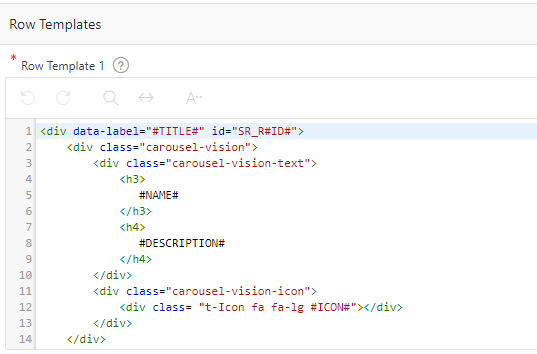 Row Templates
* Row Template 1 ?
A
1 <div data-label="#TITLE#" id="SR_R#ID#">
2     <div class="carousel-vision">
3         <div class="carousel-vision-text">
4             <h3>
5                #NAME#
6             </h3>
7             <h4>
8                #DESCRIPTION#
9             </h4>
10         </div>
11         <div class="carousel-vision-icon">
12             <div class= "t-Icon fa fa-lg #ICON#"></div>
13         </div>
14     </div>